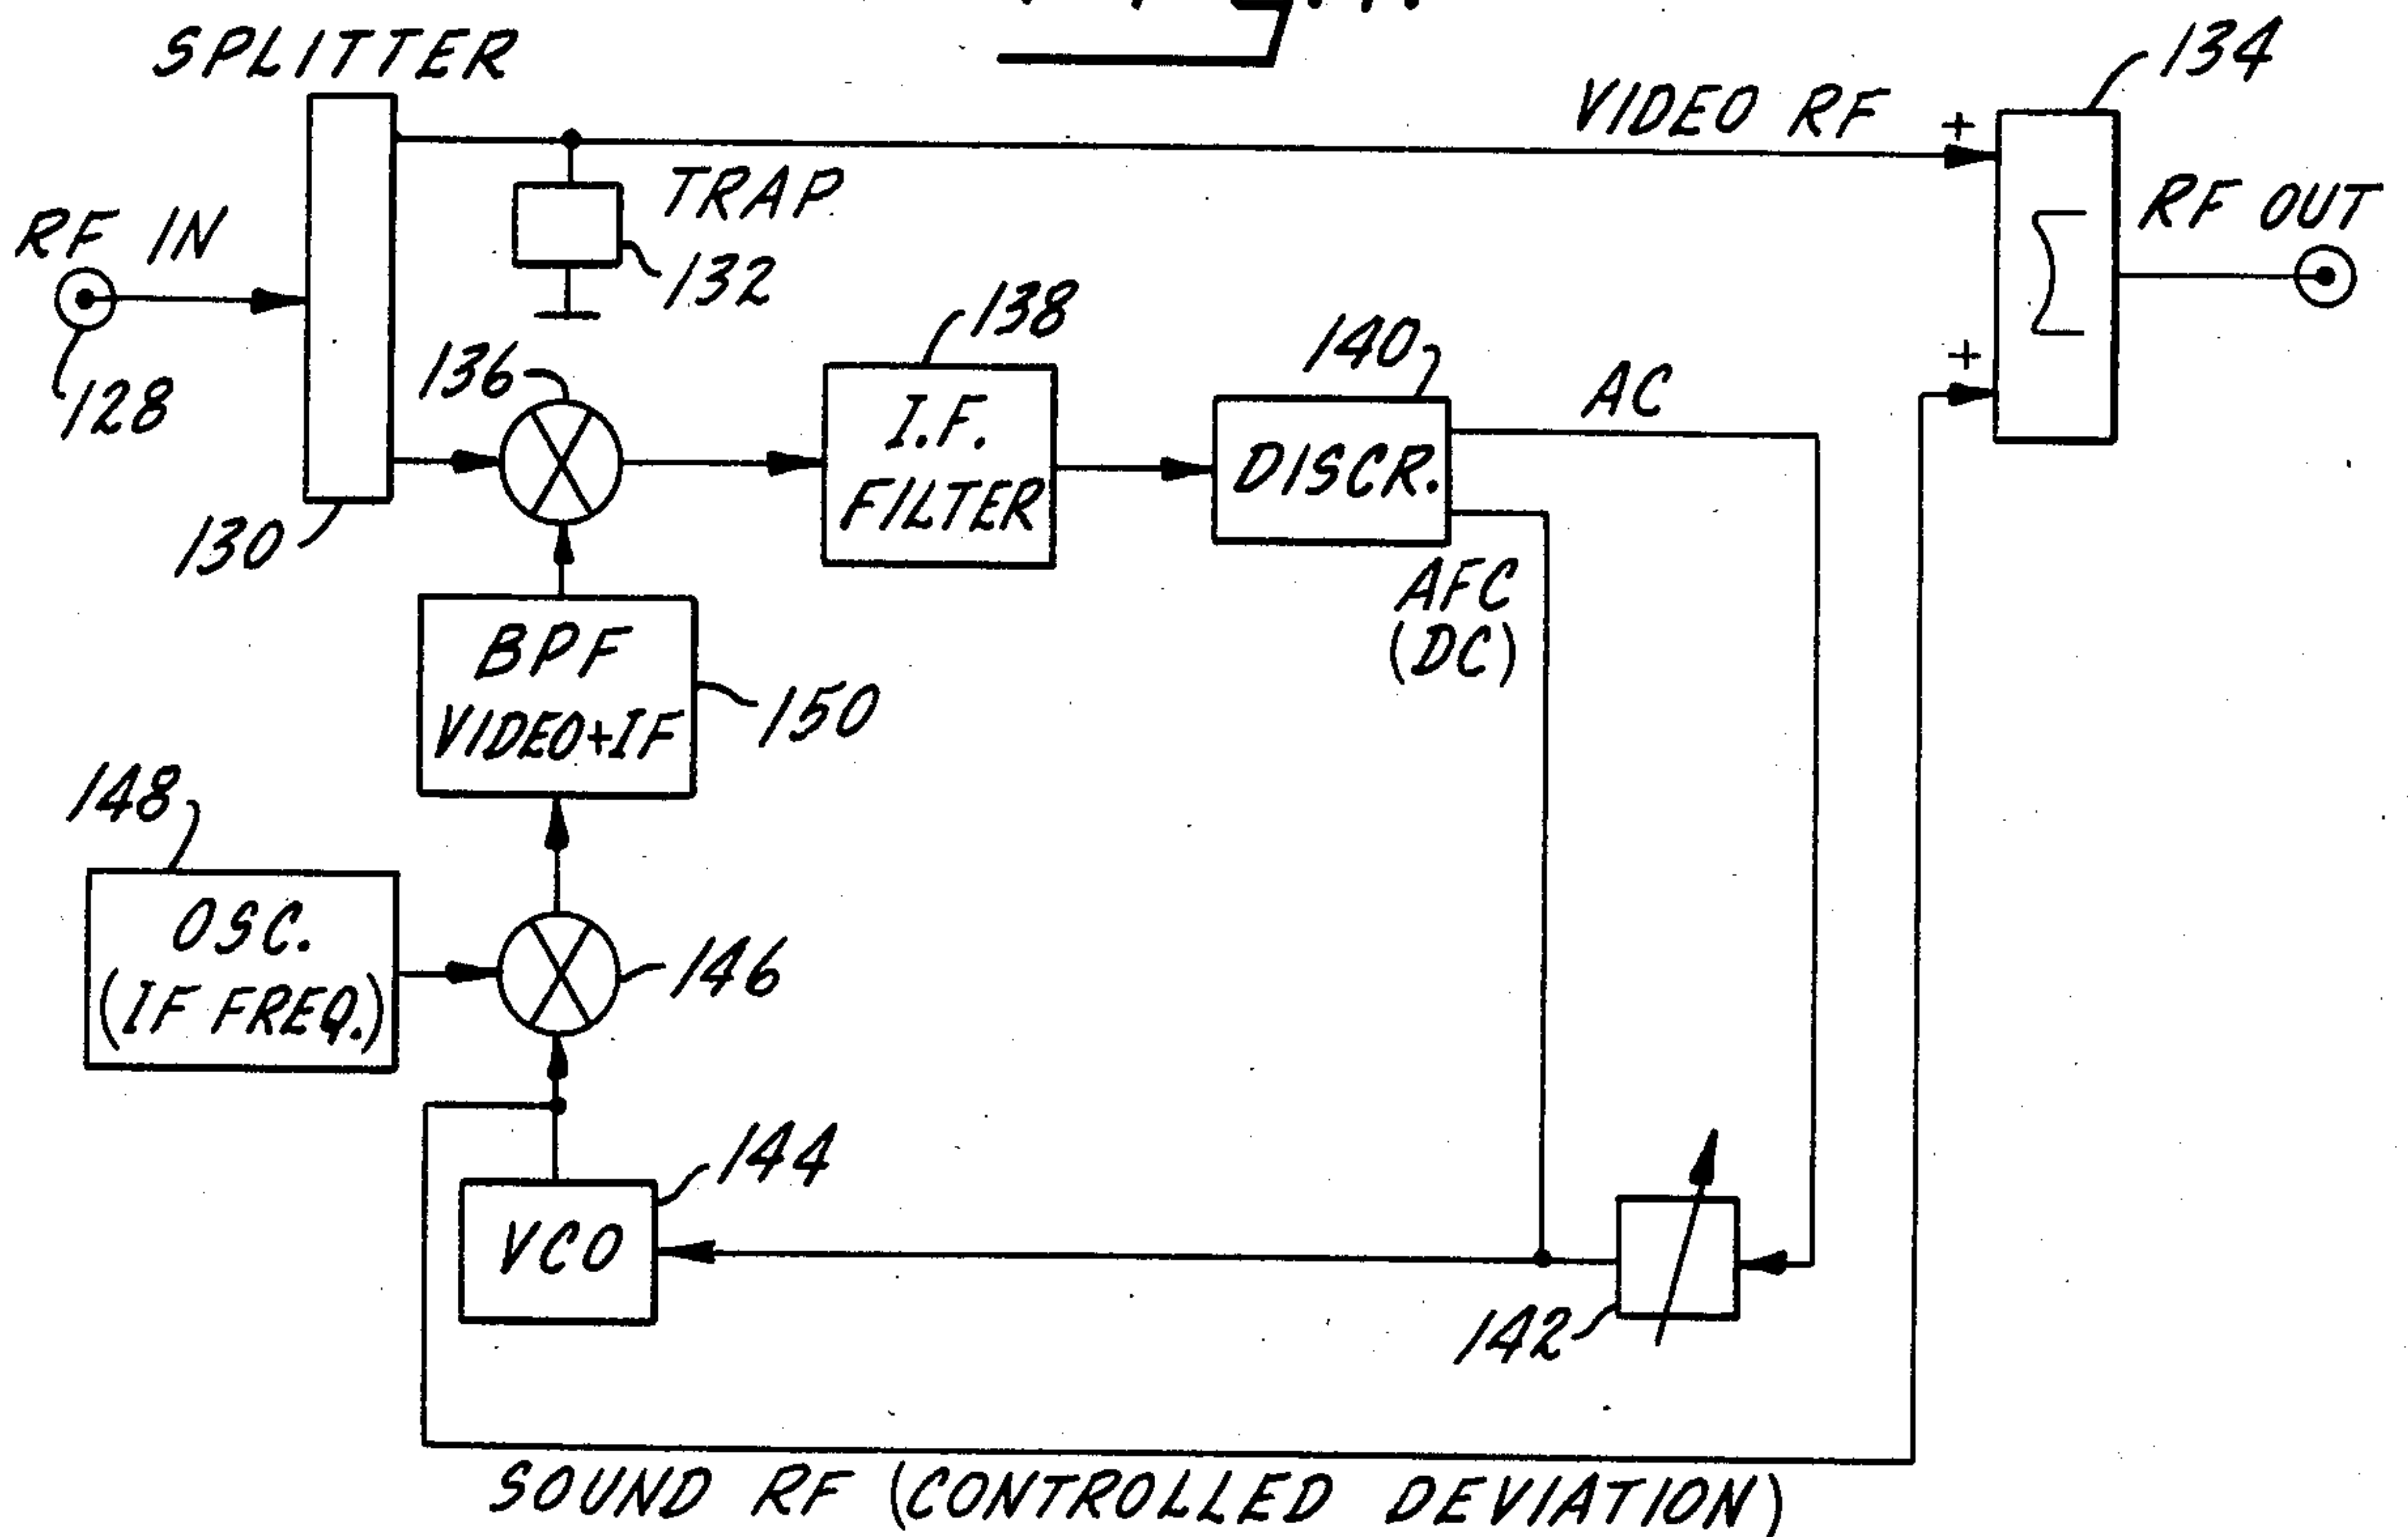 SPLITTER
134
VIDEO RF
+
TRAP
RF OUT
RF IN
132
138
140
+
136
AC
128
I.F.
FILTER
DISCR.
130
AFC
(DC)
BPF
VIDEO+IF
150
148
OSC.
(IF FREQ.)
146
144
VCO
142
SOUND RF (CONTROLLED DEVIATION)